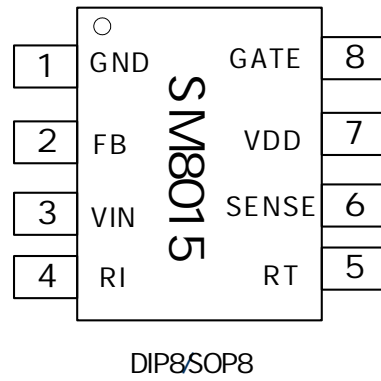 1 GND GATE 8
2 FB VDD 7
3 VIN SENSE 6
4 RI RT 5
SM8015
DIP8/SOP8